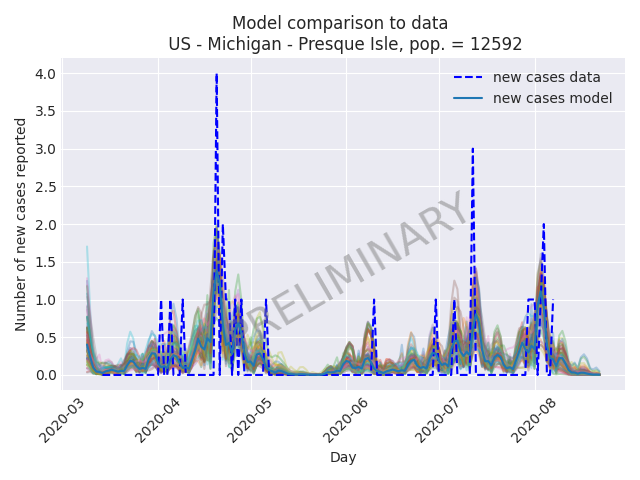 Model comparison to data
US - Michigan - Presque Isle, pop. = 12592
4.0
3.5
3.0
2.5
2.0
1.5
1.0
0.5
0.0
Number of new cases reported
new cases data
new cases model
PRELIMINARY
2020-03
2020-04
2020-05
2020-06
2020-07
2020-08
Day